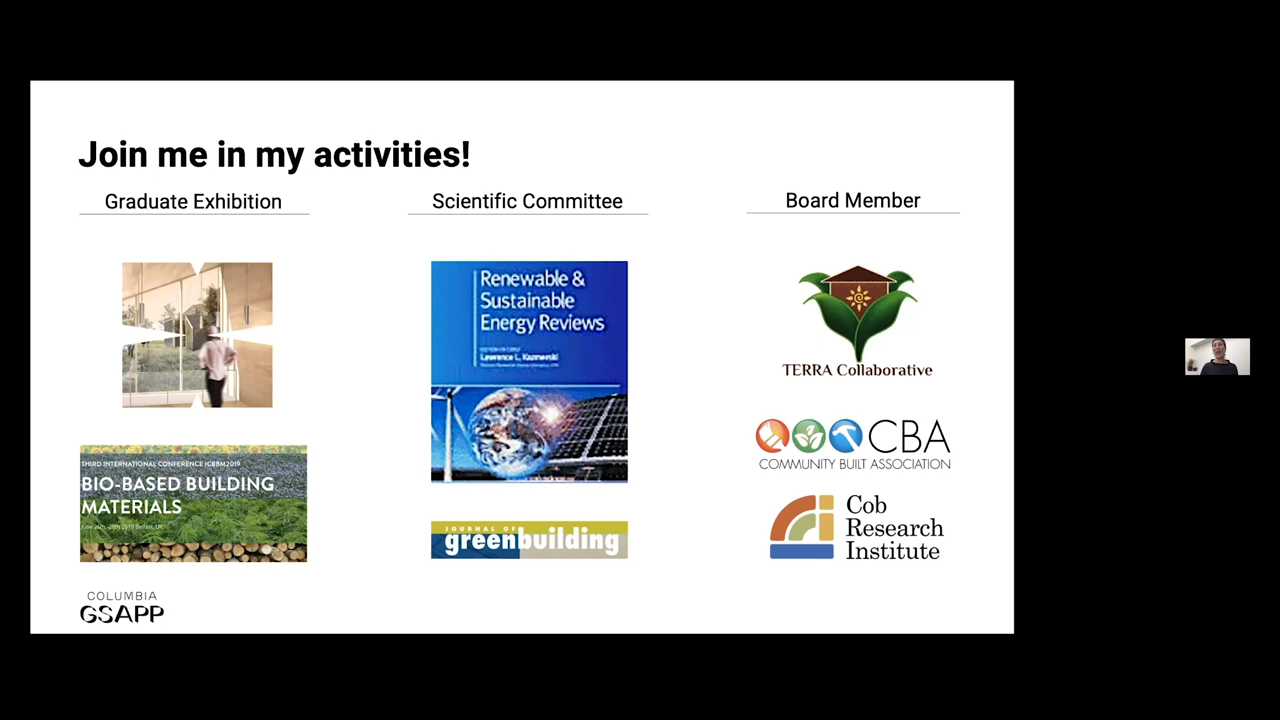 Join me in my activities!
Graduate Exhibition
Scientific Committee
Board Member
Renewable &
Sustainable
Energy Reviews
EDITOR-IN-CHIEF
Lawrence L. Kazmerski
TERRA Collaborative
THIRD INTERNATIONAL CONFERENCE ICBBM2019
BIO-BASED BUILDING
MATERIALS
CBA
COMMUNITY BUILT ASSOCIATION
Cob
Research
Institute
JOURNAL OF
greenbuilding
COLUMBIA
GSAPP